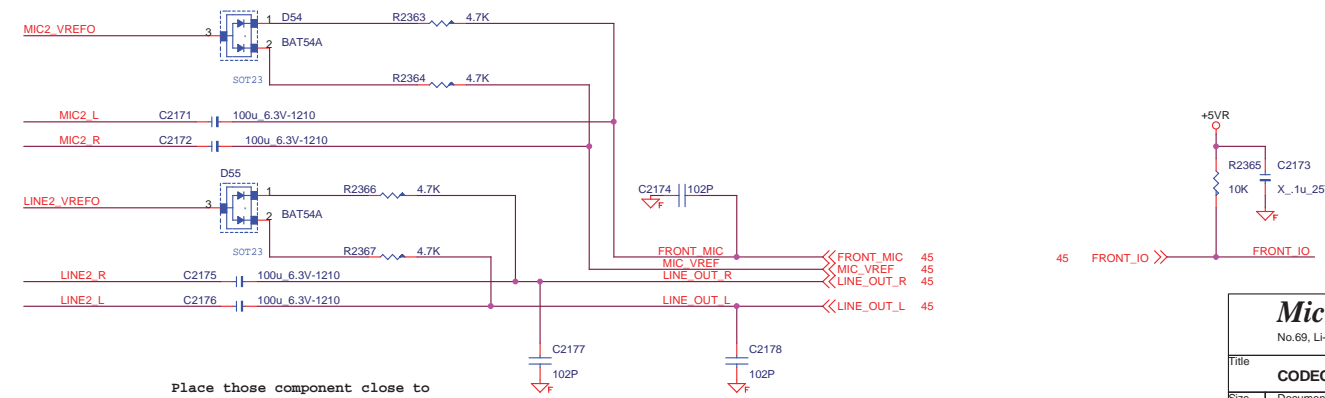 MIC2_VREFO 3 1 D54 R2363 4.7K
2 BAT54A
SOT23 R2364 4.7K
MIC2_L C2171 100u_6.3V-1210
MIC2_R C2172 100u_6.3V-1210
D55
LINE2_VREFO 3 1 R2366 4.7K
2 BAT54A
SOT23 R2367 4.7K
C2174 102P
F
LINE2_R C2175 100u_6.3V-1210
LINE2_L C2176 100u_6.3V-1210
FRONT_MIC FRONT_MIC 45
MIC_VREF MIC_VREF 45
LINE_OUT_R LINE_OUT_R 45
LINE_OUT_L LINE_OUT_L 45
C2177
102P
F
C2178
102P
F
Place those component close to
+5VR
R2365 C2173
10K X_.1u_25
F
45 FRONT_IO FRONT_IO
Mic
No.69, Li-
Title
CODEC